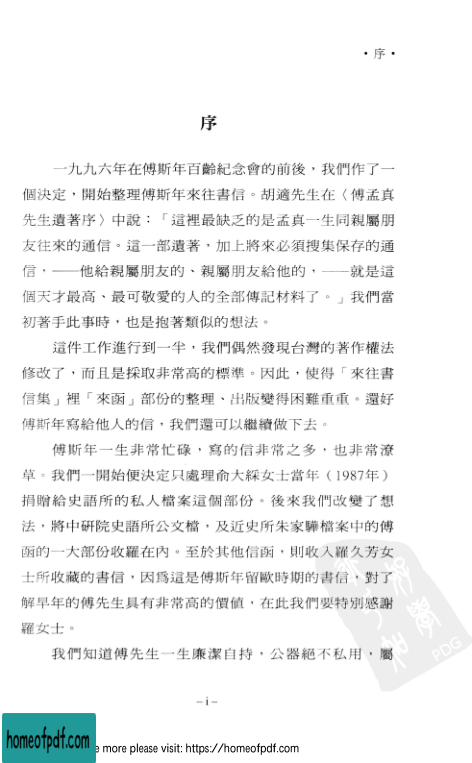 ・序・
序
一九九六年在傅斯年百齡紀念會的前後，我們作了一
個決定，開始整理傅斯年來往書信。胡適先生在〈傅孟真
先生遺著序〉中說：「這裡最缺乏的是孟真一生同親屬朋
友往來的通信。這一部遺著，加上將來必須搜集保存的通
信，——他給親屬朋友的、親屬朋友給他的，——就是這
個天才最高、最可敬愛的人的全部傳記材料了。」我們當
初著手此事時，也是抱著類似的想法。
這件工作進行到一半，我們偶然發現台灣的著作權法
修改了，而且是採取非常高的標準。因此，使得「來往書
信集」裡「來函」部份的整理、出版變得困難重重。還好
傅斯年寫給他人的信，我們還可以繼續做下去。
傅斯年一生非常忙碌，寫的信非常之多，也非常潦
草。我們一開始便決定只處理俞大綵女士當年（1987年）
捐贈給史語所的私人檔案這個部份。後來我們改變了想
法，將中研院史語所公文檔，及近史所朱家驊檔案中的傅
函的一大部份收羅在內。至於其他信函，則收入羅久芳女
士所收藏的書信，因為這是傅斯年留歐時期的書信，對了
解早年的傅先生具有非常高的價值，在此我們要特別感謝
羅女士。
我們知道傅先生一生廉潔自持，公器絕不私用，屬
–i–
PDG
homeofpdf.com
e more please visit: https://homeofpdf.com